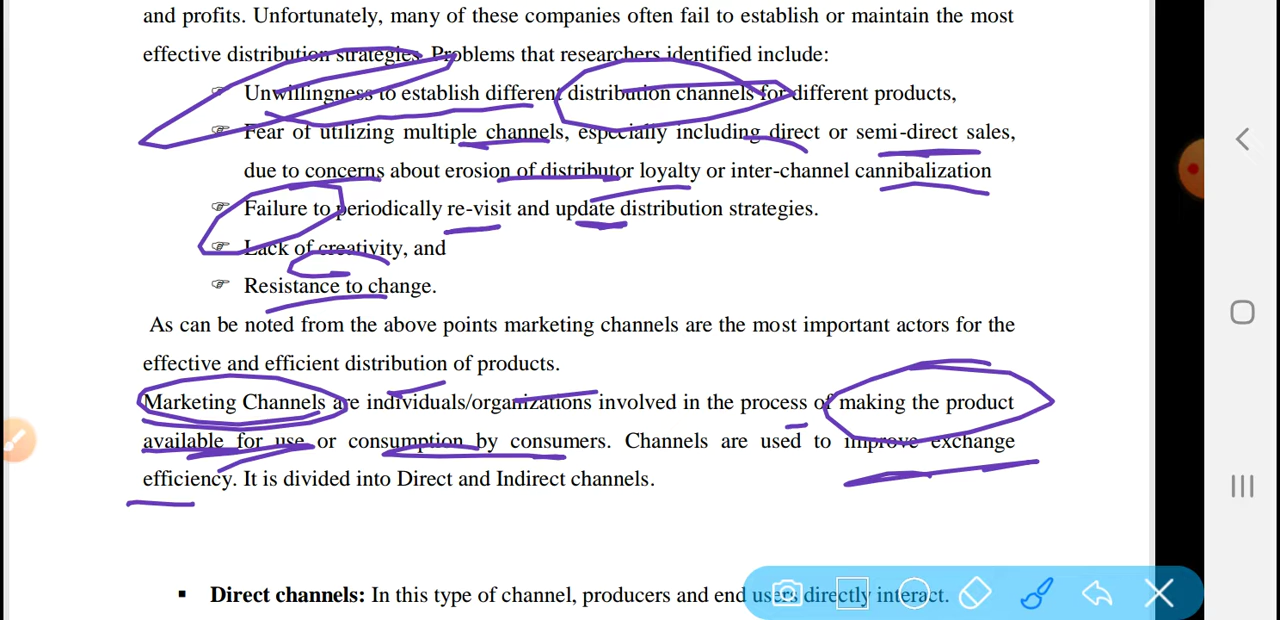 and profits. Unfortunately, many of these companies often fail to establish or maintain the most
effective distribution strategies. Problems that researchers identified include:
Unwillingness to establish different distribution channels for different products,
Fear of utilizing multiple channels, especially including direct or semi-direct sales,
due to concerns about erosion of distributor loyalty or inter-channel cannibalization
Failure to periodically re-visit and update distribution strategies.
Lack of creativity, and
Resistance to change.
As can be noted from the above points marketing channels are the most important actors for the
effective and efficient distribution of products.
Marketing Channels are individuals/organizations involved in the process of making the product
available for use or consumption by consumers. Channels are used to improve exchange
efficiency. It is divided into Direct and Indirect channels.
Direct channels: In this type of channel, producers and end users directly interact.